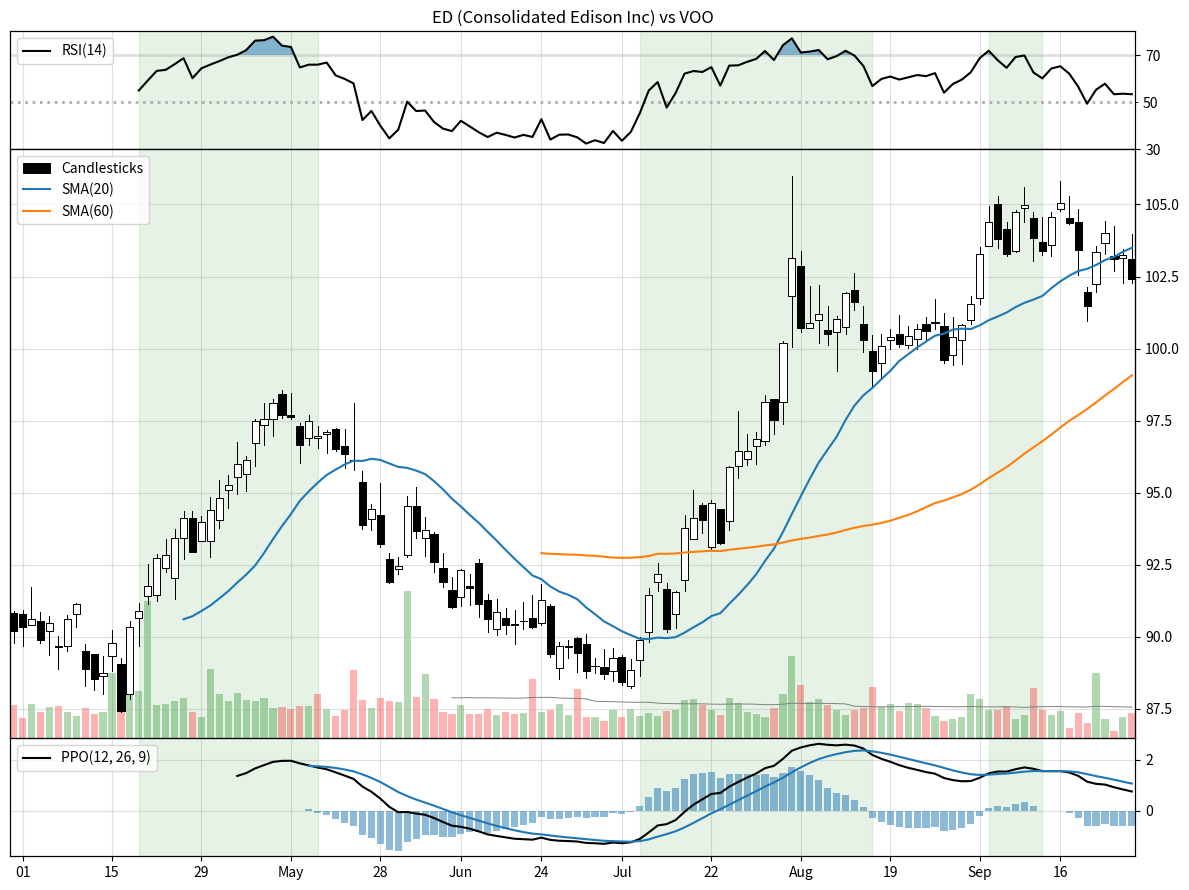 ED (Consolidated Edison Inc) vs VOO
RSI(14)
70
50
30
Candlesticks
SMA(20)
SMA(60)
105.0
102.5
100.0
97.5
95.0
92.5
90.0
87.5
PPO(12, 26, 9)
2
0
01 15 29 May 28 Jun 24 Jul 22 Aug 19 Sep 16